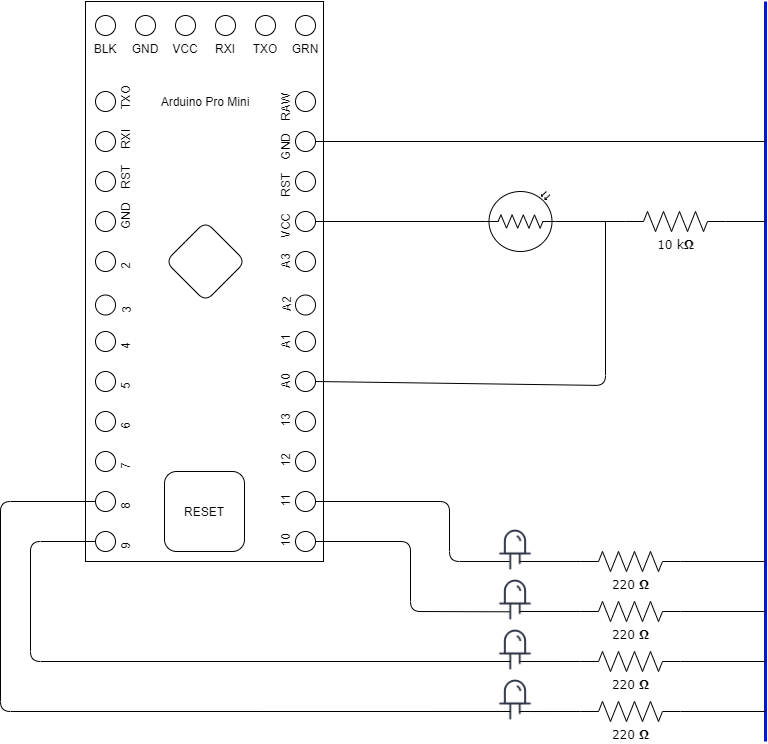 BLK GND VCC RXI TXO GRN
Arduino Pro Mini
TXO
RXI
RST
GND
2
3
4
5
6
7
8
9
RAW
GND
RST
VCC
A3
A2
A1
A0
13
12
11
10
RESET
10 kΩ
220 Ω
220 Ω
220 Ω
220 Ω